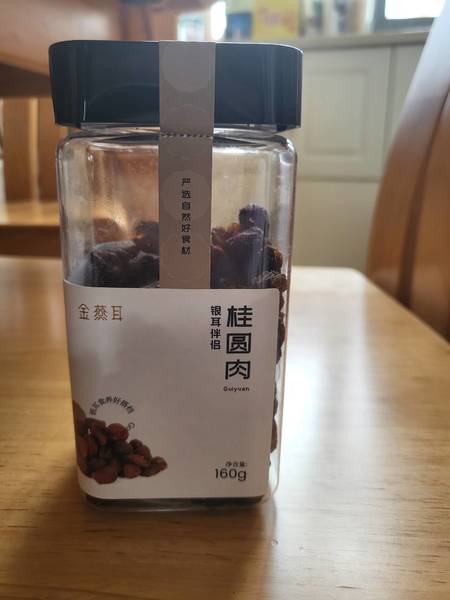 严选自然好食材
金燕耳
银耳伴侣
桂圆肉
Guiyuan
净含量:
160g